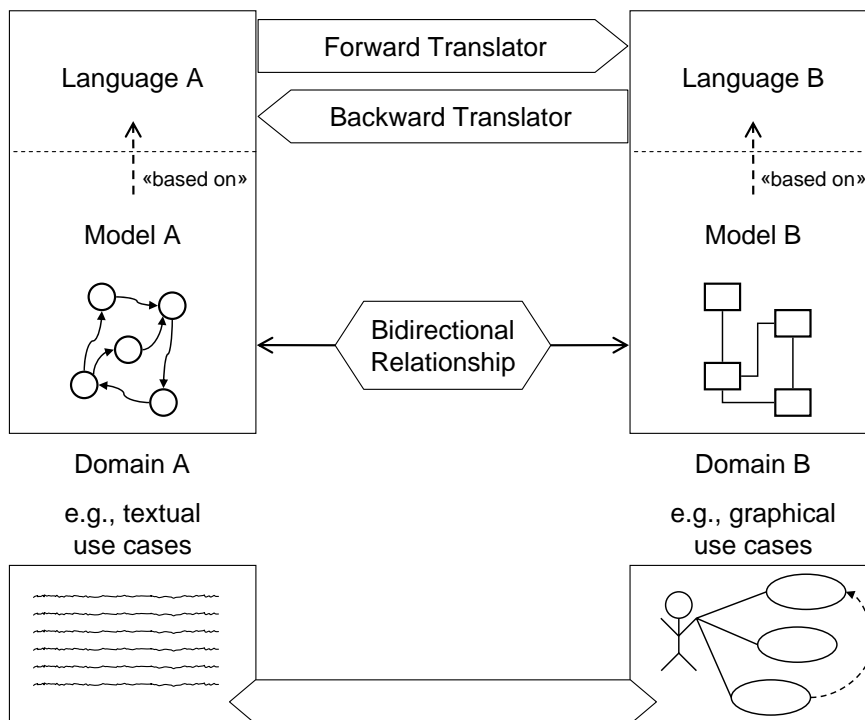 Forward Translator
Language A
Language B
Backward Translator
«based on»
«based on»
Model A
Model B
Bidirectional
Relationship
Domain A
Domain B
e.g., textual
use cases
e.g., graphical
use cases